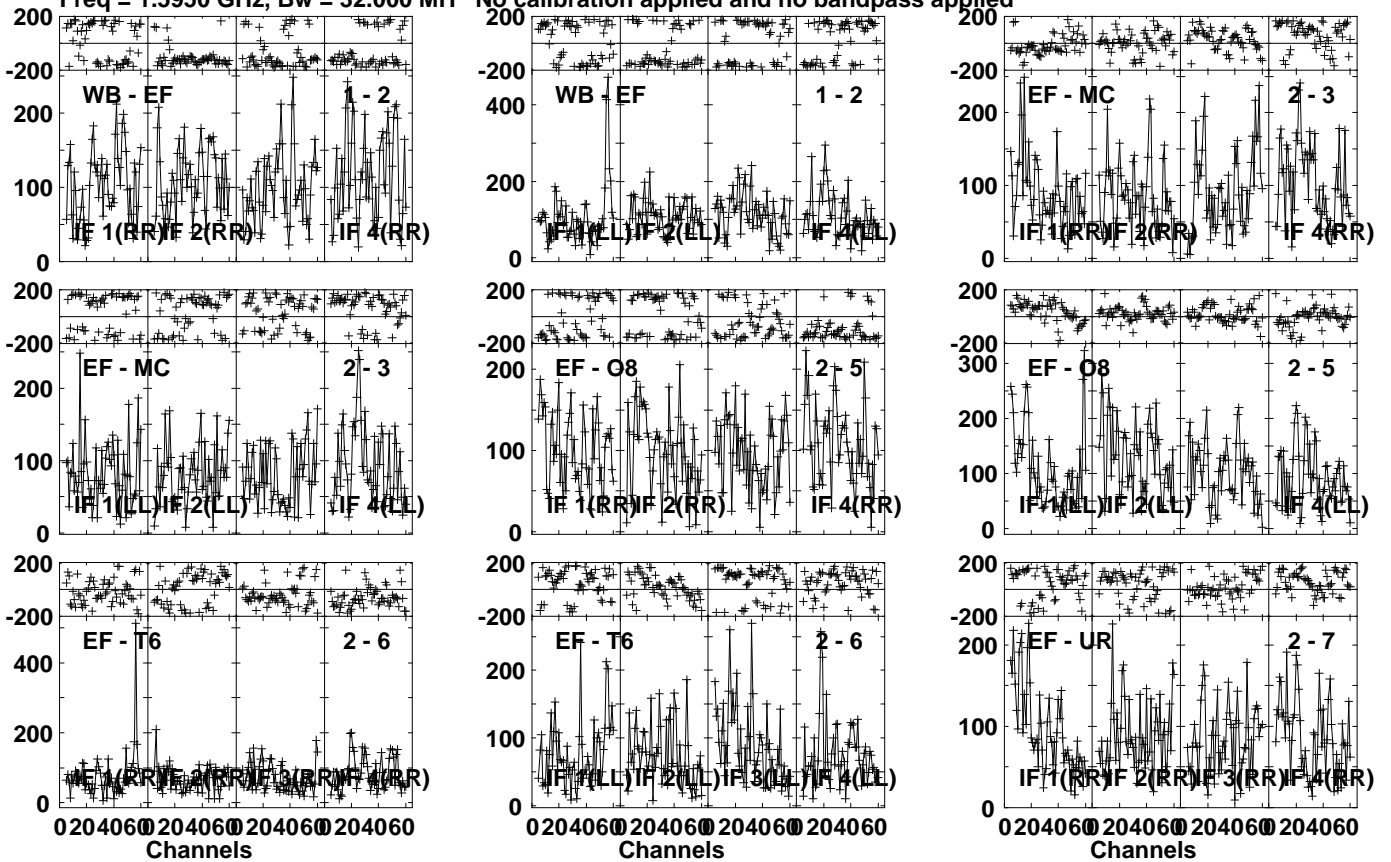 Freq = 1.5950 GHz, Bw = 32.000 MH No calibration applied and no bandpass applied
200
-200
WB - EF 1 - 2
200
100
0
IF 1(RR) IF 2(RR) IF 4(RR)
200
-200
WB - EF 1 - 2
400
200
0
IF 1(LL) IF 2(LL) IF 4(LL)
200
-200
EF - MC 2 - 3
200
100
0
IF 1(RR) IF 2(RR) IF 4(RR)
200
-200
EF - MC 2 - 3
200
100
0
IF 1(LL) IF 2(LL) IF 4(LL)
200
-200
EF - O8 2 - 5
200
100
0
IF 1(RR) IF 2(RR) IF 4(RR)
200
-200
EF - O8 2 - 5
300
200
100
0
IF 1(LL) IF 2(LL) IF 4(LL)
200
-200
EF - T6 2 - 6
400
200
0
IF 1(RR) IF 2(RR) IF 3(RR) IF 4(RR)
0 20 40 60 0 20 40 60 0 20 40 60 0 20 40 60
Channels
200
-200
EF - T6 2 - 6
200
100
0
IF 1(LL) IF 2(LL) IF 3(LL) IF 4(LL)
0 20 40 60 0 20 40 60 0 20 40 60 0 20 40 60
Channels
200
-200
EF - UR 2 - 7
200
100
0
IF 1(RR) IF 2(RR) IF 3(RR) IF 4(RR)
0 20 40 60 0 20 40 60 0 20 40 60 0 20 40 60
Channels